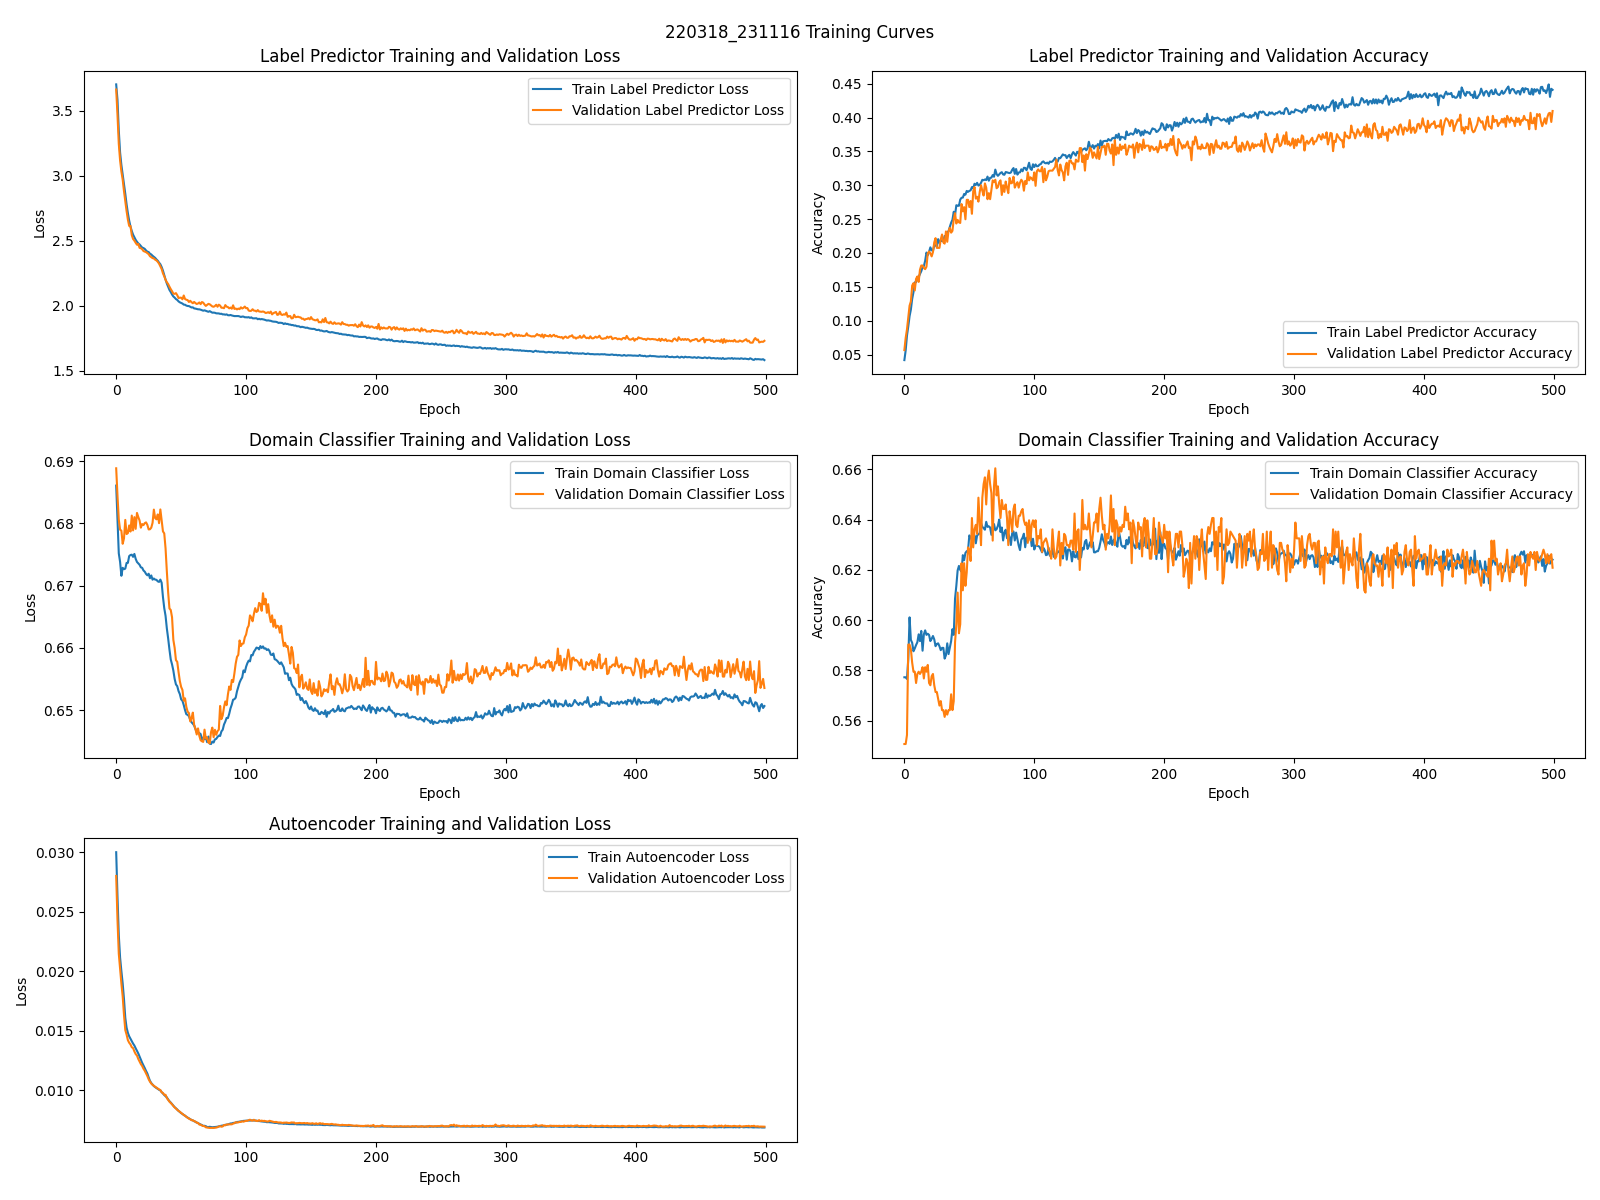 220318_231116 Training Curves
Label Predictor Training and Validation Loss
Loss
3.5
3.0
2.5
2.0
1.5
Train Label Predictor Loss
Validation Label Predictor Loss
0 100 200 300 400 500
Epoch
Label Predictor Training and Validation Accuracy
Accuracy
0.45
0.40
0.35
0.30
0.25
0.20
0.15
0.10
0.05
Train Label Predictor Accuracy
Validation Label Predictor Accuracy
0 100 200 300 400 500
Epoch
Domain Classifier Training and Validation Loss
Loss
0.69
0.68
0.67
0.66
0.65
Train Domain Classifier Loss
Validation Domain Classifier Loss
0 100 200 300 400 500
Epoch
Domain Classifier Training and Validation Accuracy
Accuracy
0.66
0.64
0.62
0.60
0.58
0.56
Train Domain Classifier Accuracy
Validation Domain Classifier Accuracy
0 100 200 300 400 500
Epoch
Autoencoder Training and Validation Loss
Loss
0.030
0.025
0.020
0.015
0.010
Train Autoencoder Loss
Validation Autoencoder Loss
0 100 200 300 400 500
Epoch